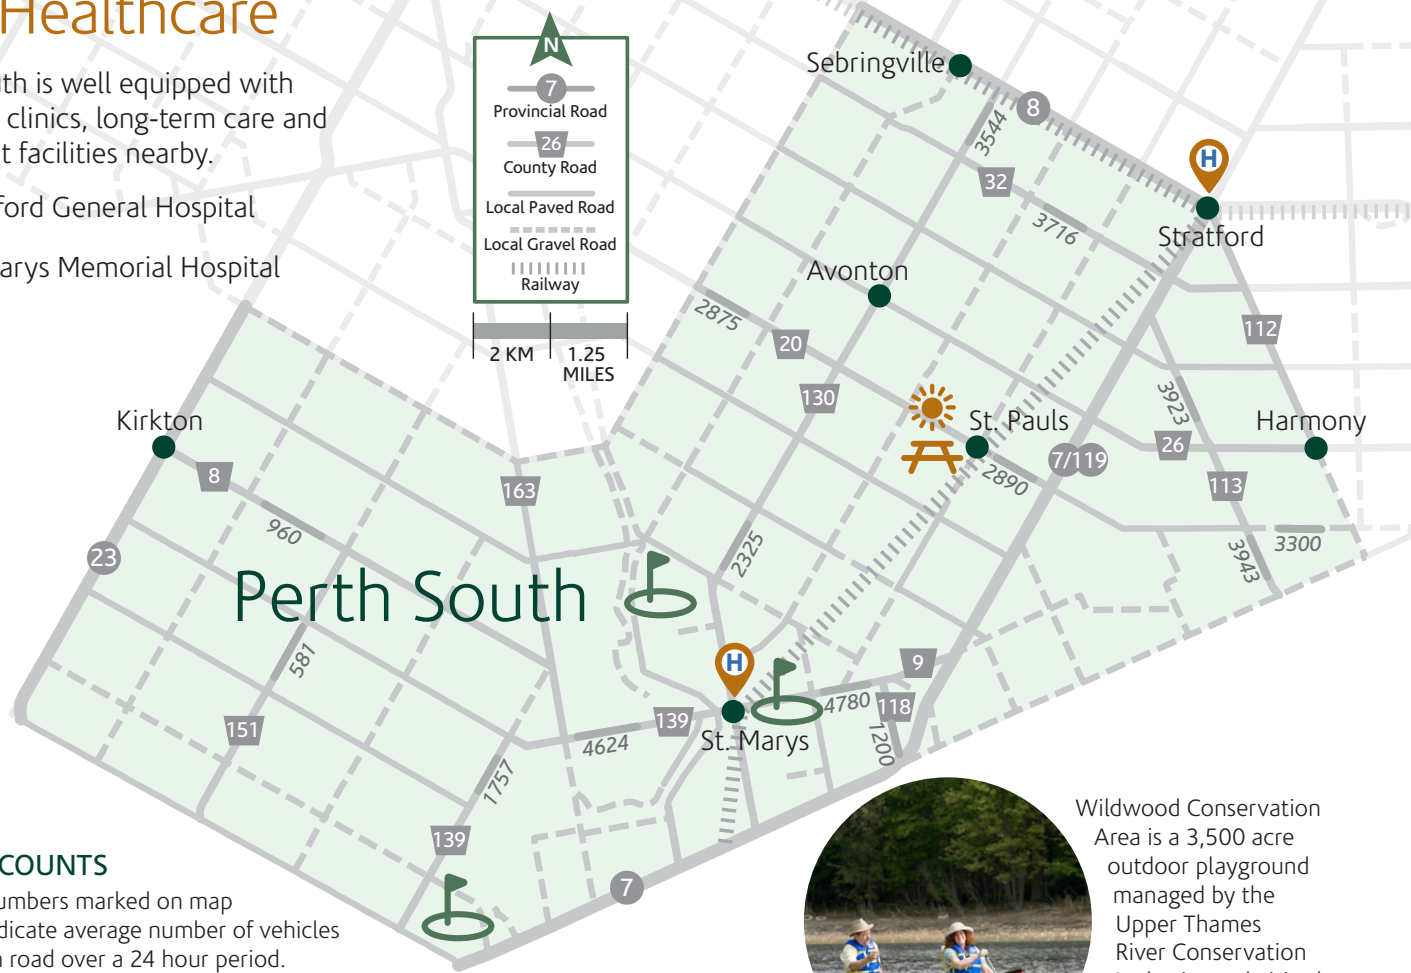 Healthcare
uth is well equipped with
clinics, long-term care and
t facilities nearby.
ford General Hospital
arys Memorial Hospital
N
7
Provincial Road
26
County Road
Local Paved Road
Local Gravel Road
Railway
2 KM
1.25
MILES
Sebringville
8
3544
32
3716
H
Stratford
Avonton
2875
20
130
112
3923
St. Pauls
Harmony
26
7/119
2890
113
3300
3943
Kirkton
8
163
960
23
2325
Perth South
581
H
9
4780
118
1200
151
139
4624
St. Marys
1757
139
7
COUNTS
umbers marked on map
dicate average number of vehicles
n road over a 24 hour period.
Wildwood Conservation
Area is a 3,500 acre
outdoor playground
managed by the
Upper Thames
River Conservation